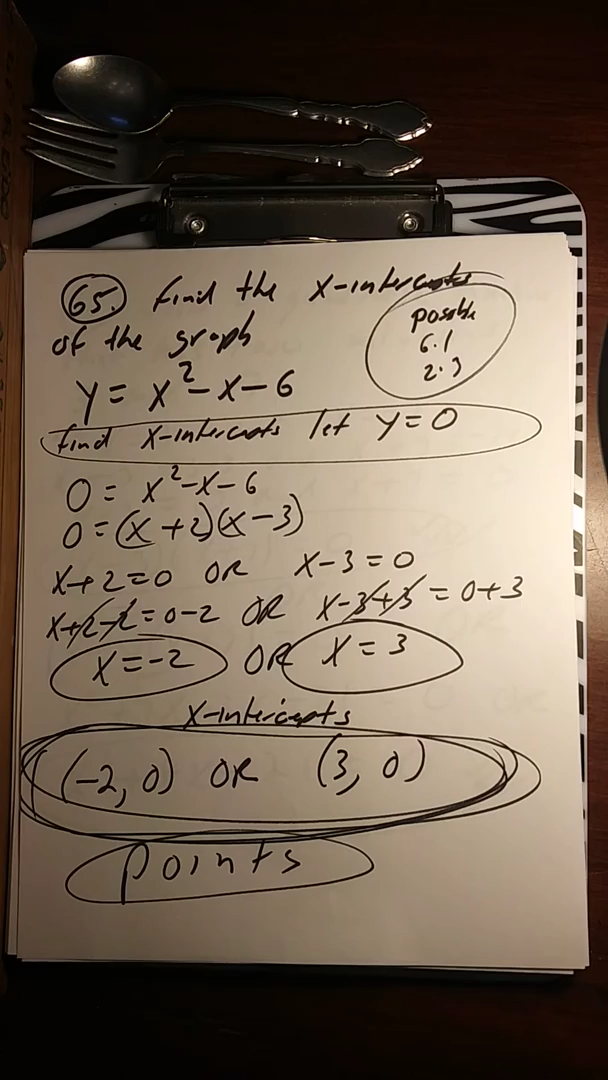 65. find the x-intercepts
of the graph
possible
6·1
2·3
y = x² - x - 6
find x-intercepts let y = 0
0 = x² - x - 6
0 = (x + 2)(x - 3)
x + 2 = 0 OR x - 3 = 0
x + 2 - 2 = 0 - 2 OR x - 3 + 3 = 0 + 3
x = -2 OR x = 3
x-intercepts
(-2, 0) OR (3, 0)
points